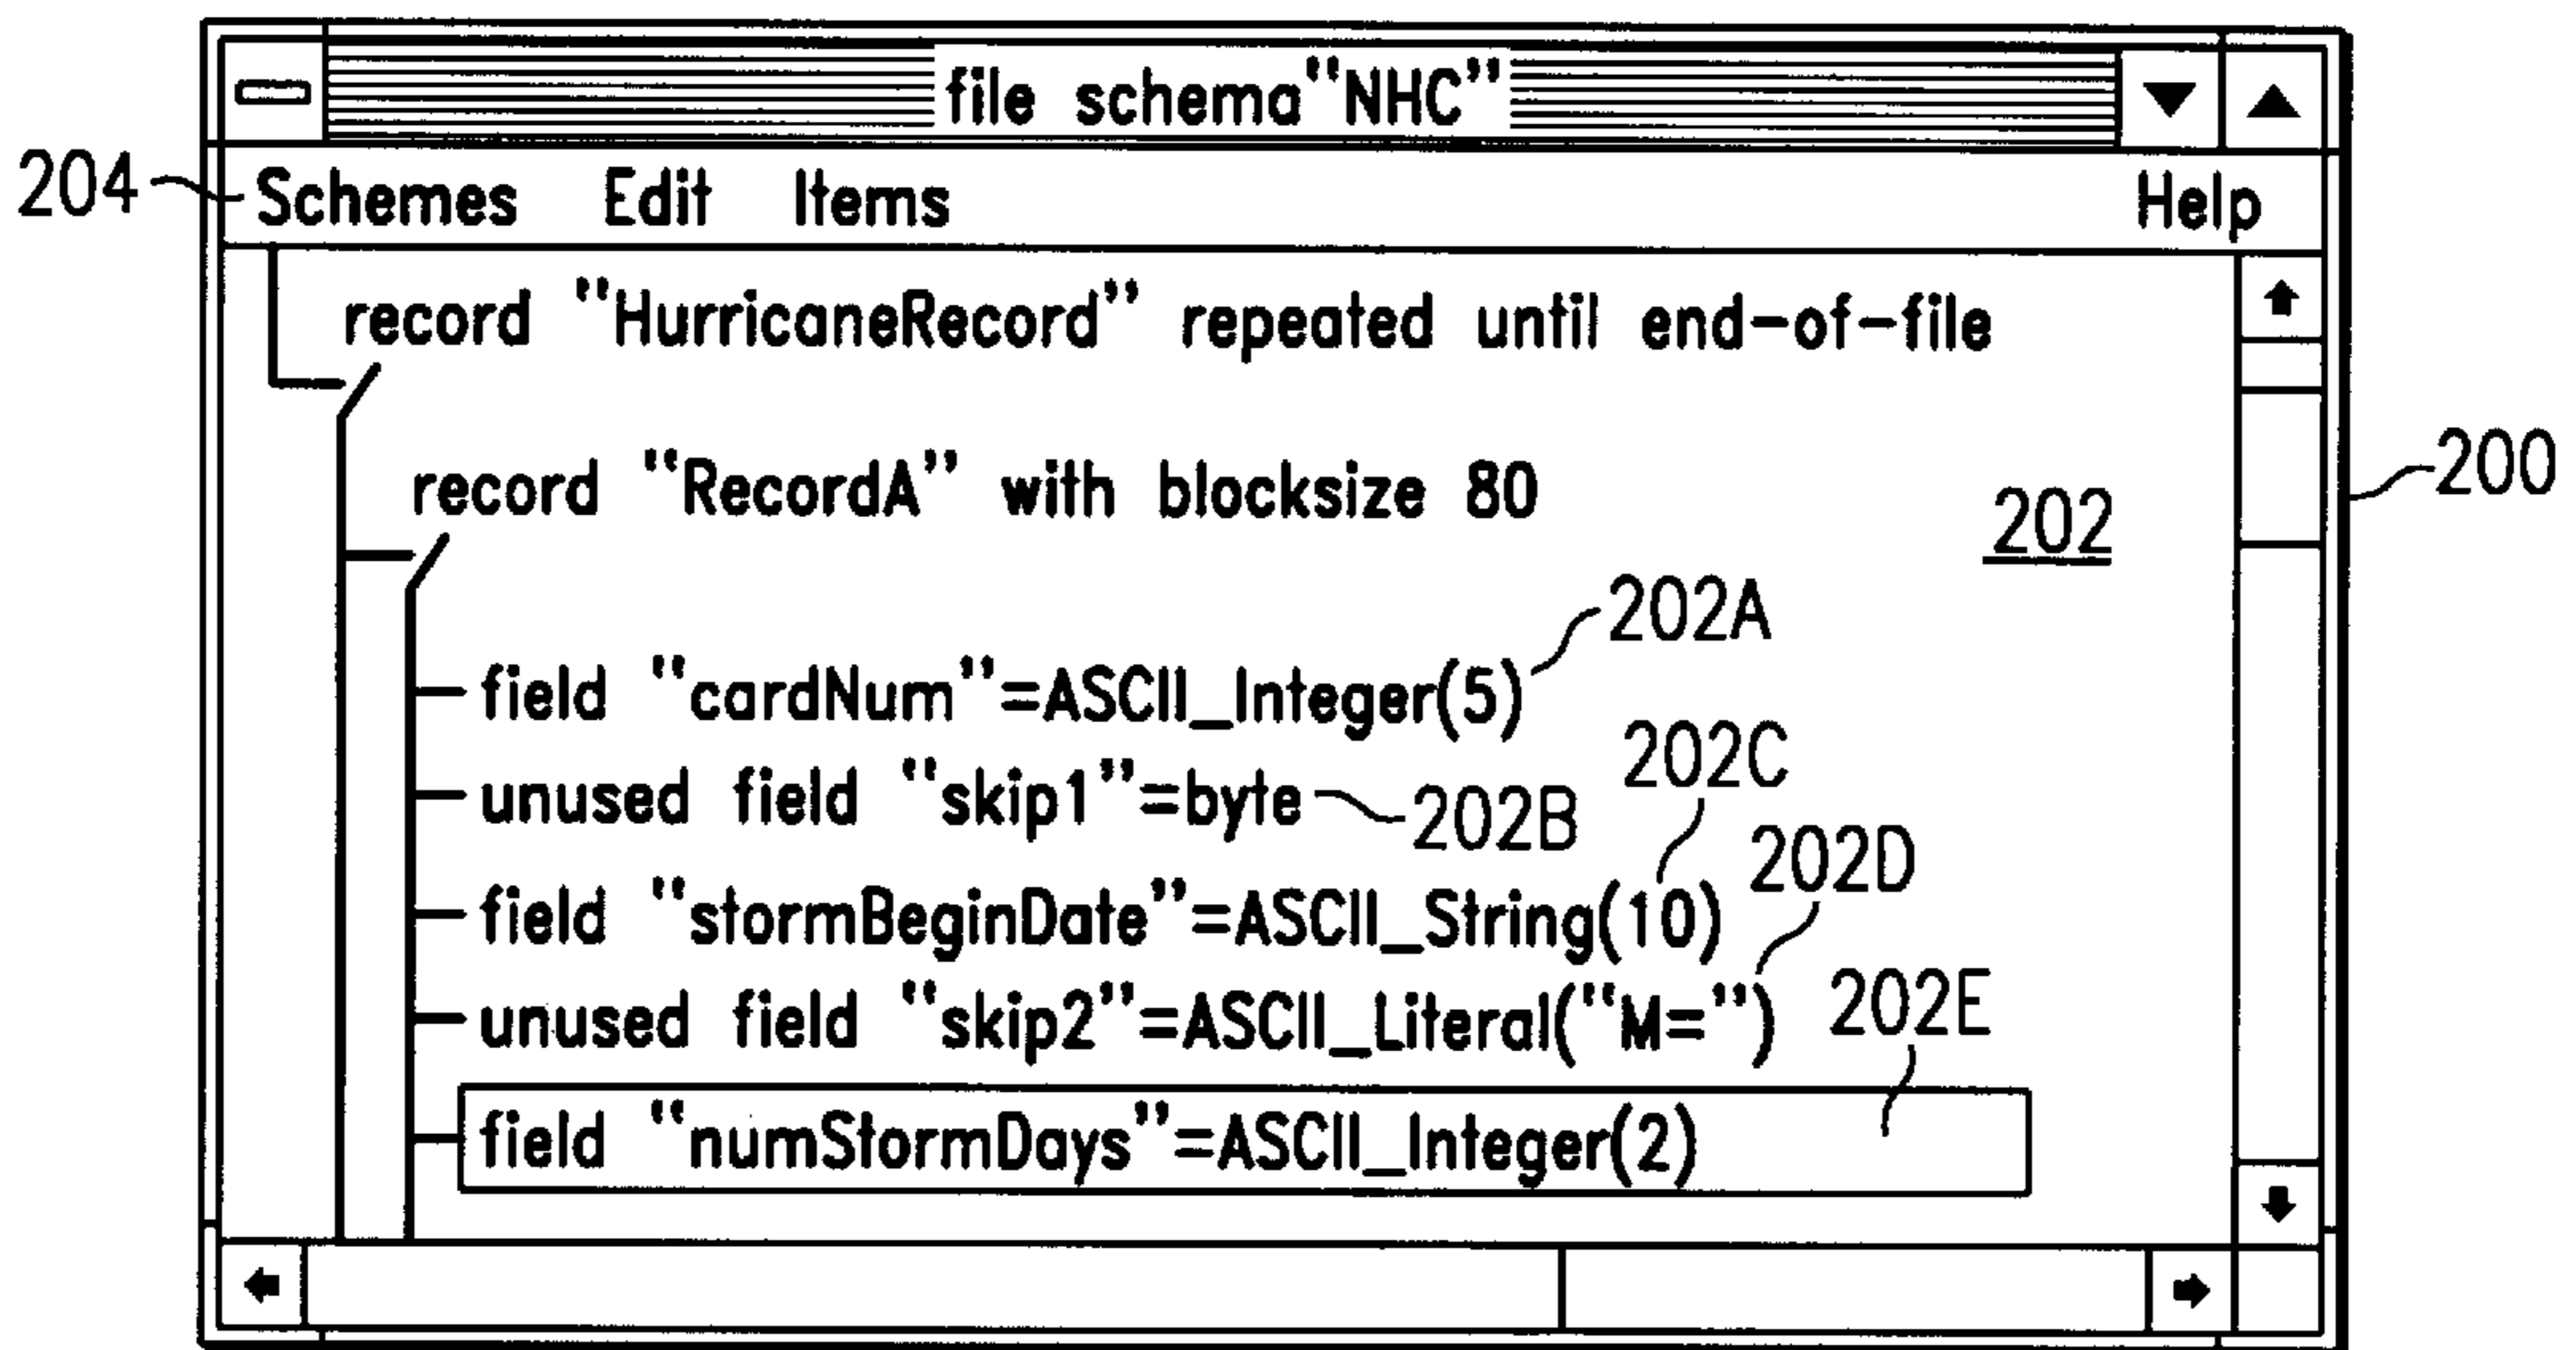 file schema"NHC"
204 Schemes Edit Items Help
record "HurricaneRecord" repeated until end-of-file
200
record "RecordA" with blocksize 80
202
202A
field "cardNum"=ASCII_Integer(5)
202C
unused field "skip1"=byte 202B
202D
field "stormBeginDate"=ASCII_String(10)
202E
unused field "skip2"=ASCII_Literal("M=")
field "numStormDays"=ASCII_Integer(2)